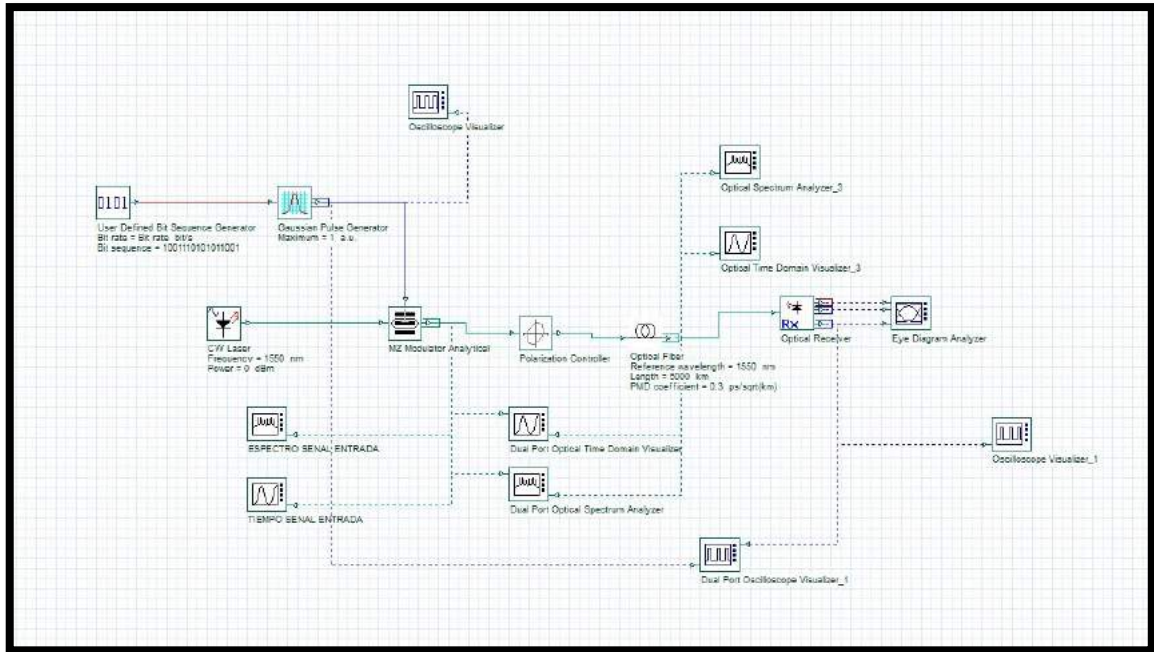 Oscilloscope Visualizer
Optical Spectrum Analyzer_3
0101
User Defined Bit Sequence Generator
Bit rate = Bit rate bit/s
Bit sequence = 1001110101011001
Gaussian Pulse Generator
Maximum = 1 a.u.
Optical Time Domain Visualizer_3
CW Laser
Frequency = 1550 nm
Power = 0 dBm
MZ Modulator Analytical
Polarization Controller
Optical Fiber
Reference wavelength = 1550 nm
Length = 5000 km
PMD coefficient = 0.3 ps/sqrt(km)
Rx
Optical Receiver
Eye Diagram Analyzer
ESPECTRO SENAL ENTRADA
Dual Port Optical Time Domain Visualizer
Oscilloscope Visualizer_1
TIEMPO SENAL ENTRADA
Dual Port Optical Spectrum Analyzer
Dual Port Oscilloscope Visualizer_1